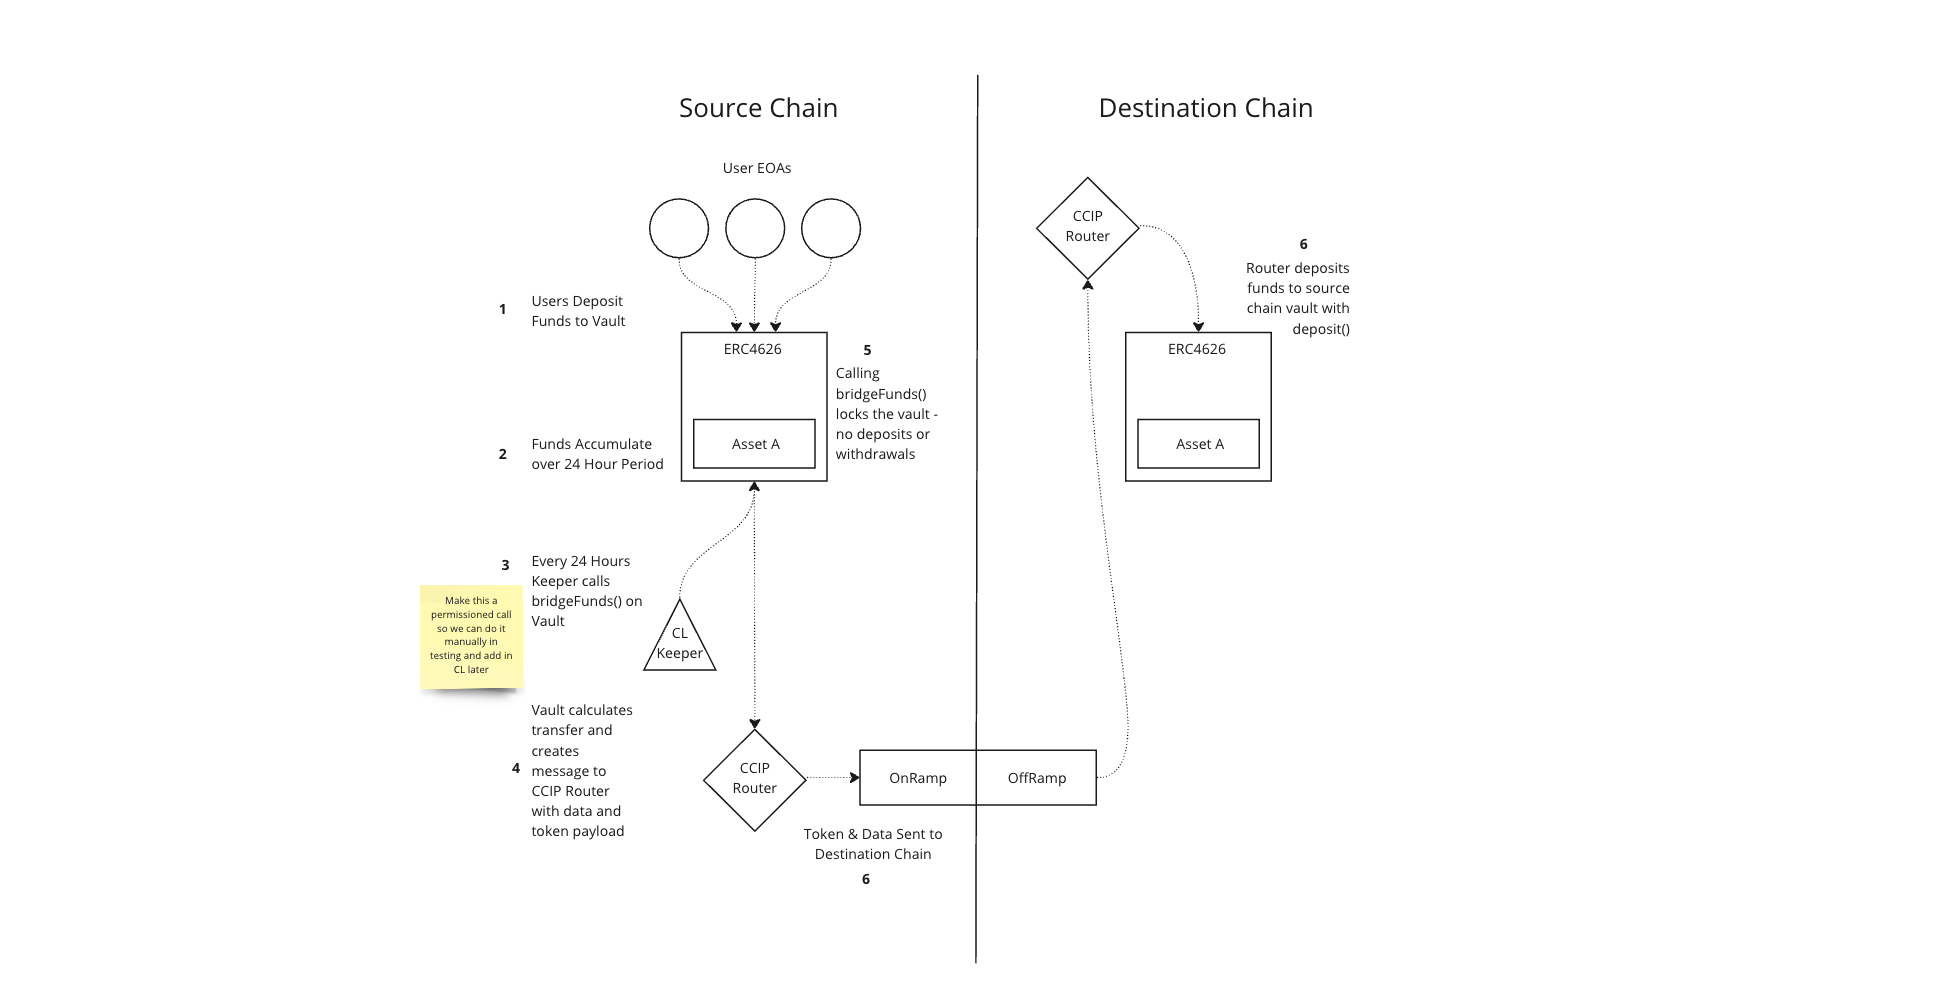 Source Chain
Destination Chain
User EOAs
CCIP
Router
6
Router deposits
funds to source
chain vault with
deposit()
1
Users Deposit
Funds to Vault
ERC4626
5
Calling
bridgeFunds()
locks the vault -
no deposits or
withdrawals
ERC4626
2
Funds Accumulate
over 24 Hour Period
Asset A
Asset A
3
Every 24 Hours
Keeper calls
bridgeFunds() on
Vault
Make this a
permissioned call
so we can do it
manually in
testing and add in
CL later
CL
Keeper
4
Vault calculates
transfer and
creates
message to
CCIP Router
with data and
token payload
CCIP
Router
OnRamp
OffRamp
Token & Data Sent to
Destination Chain
6